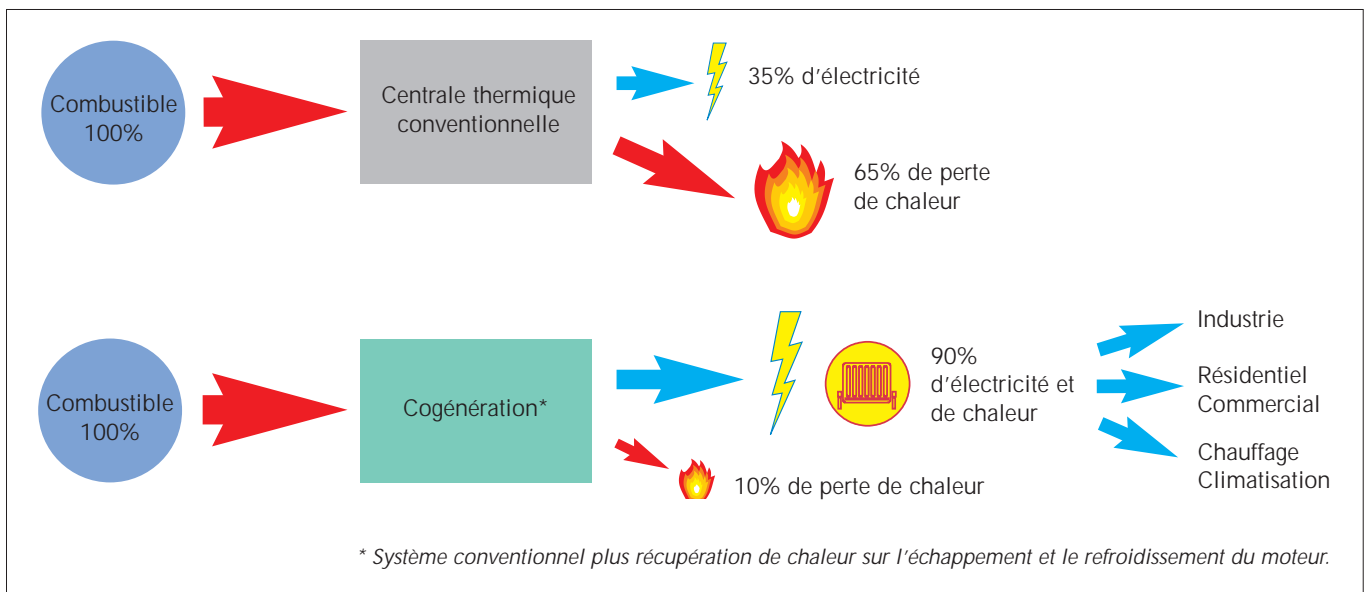 Combustible
100%
Centrale thermique
conventionnelle
35% d'électricité
65% de perte
de chaleur
Combustible
100%
Cogénération*
90%
d'électricité et
de chaleur
10% de perte de chaleur
Industrie
Résidentiel
Commercial
Chauffage
Climatisation
* Système conventionnel plus récupération de chaleur sur l'échappement et le refroidissement du moteur.